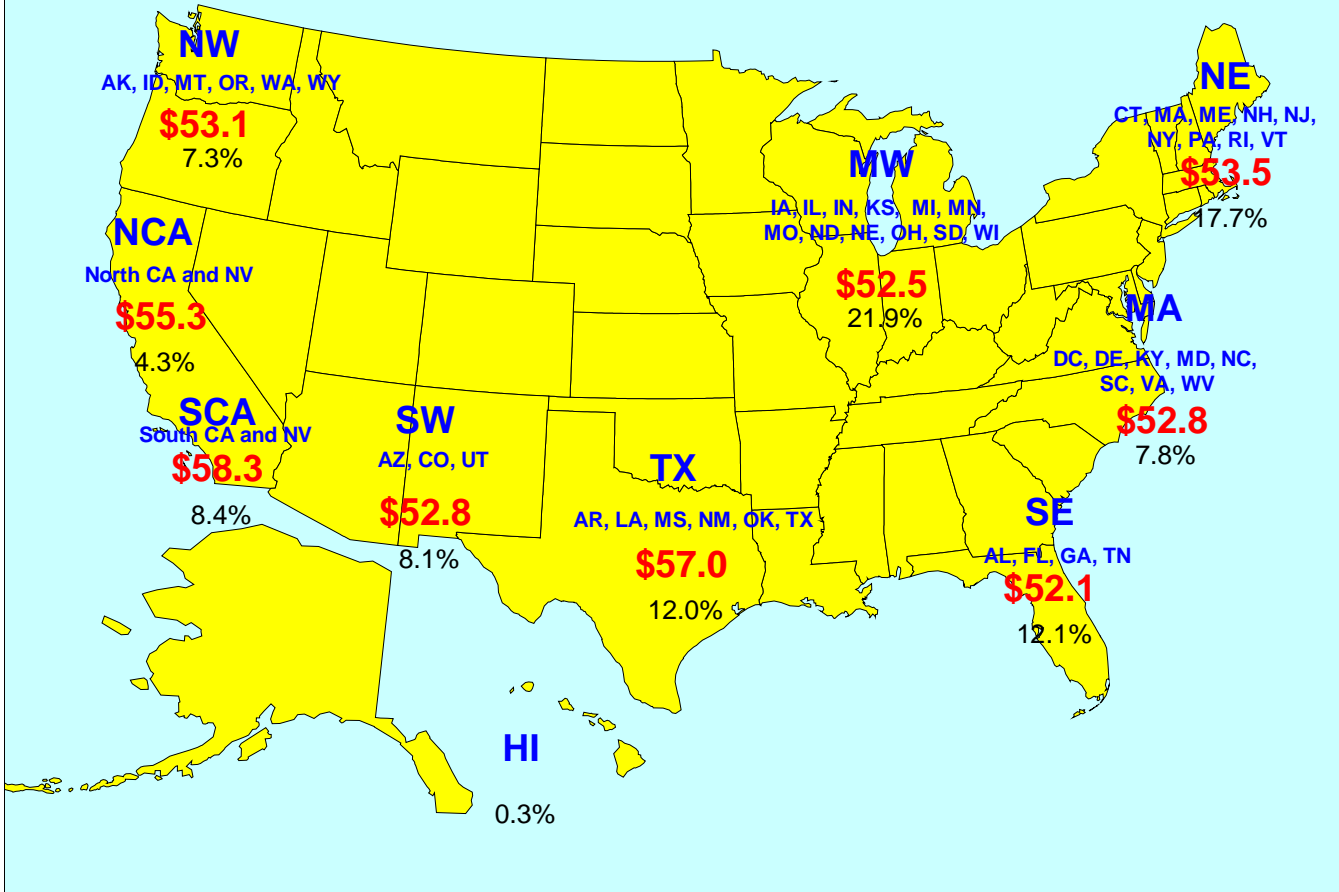 NW
AK, ID, MT, OR, WA, WY
$53.1
7.3%
NE
CT, MA, ME, NH, NJ,
NY, PA, RI, VT
$53.5
17.7%
MW
IA, IL, IN, KS, MI, MN,
MO, ND, NE, OH, SD, WI
$52.5
21.9%
NCA
North CA and NV
$55.3
4.3%
MA
DC, DE, KY, MD, NC,
SC, VA, WV
$52.8
7.8%
SCA
South CA and NV
$58.3
8.4%
SW
AZ, CO, UT
$52.8
8.1%
TX
AR, LA, MS, NM, OK, TX
$57.0
12.0%
SE
AL, FL, GA, TN
$52.1
12.1%
HI
0.3%